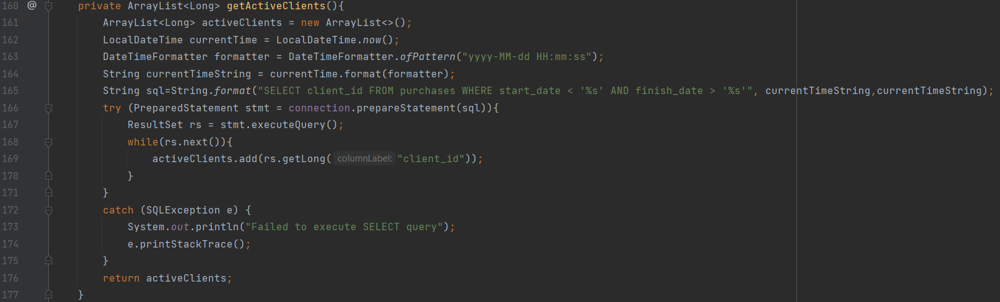 160 @ private ArrayList<Long> getActiveClients(){
161 ArrayList<Long> activeClients = new ArrayList<>();
162 LocalDateTime currentTime = LocalDateTime.now();
163 DateTimeFormatter formatter = DateTimeFormatter.ofPattern("yyyy-MM-dd HH:mm:ss");
164 String currentTimeString = currentTime.format(formatter);
165 String sql=String.format("SELECT client_id FROM purchases WHERE start_date < '%s' AND finish_date > '%s'", currentTimeString,currentTimeString);
166 try (PreparedStatement stmt = connection.prepareStatement(sql)){
167 ResultSet rs = stmt.executeQuery();
168 while(rs.next()){
169 activeClients.add(rs.getLong( columnLabel: "client_id"));
170 }
171 }
172 catch (SQLException e) {
173 System.out.println("Failed to execute SELECT query");
174 e.printStackTrace();
175 }
176 return activeClients;
177 }